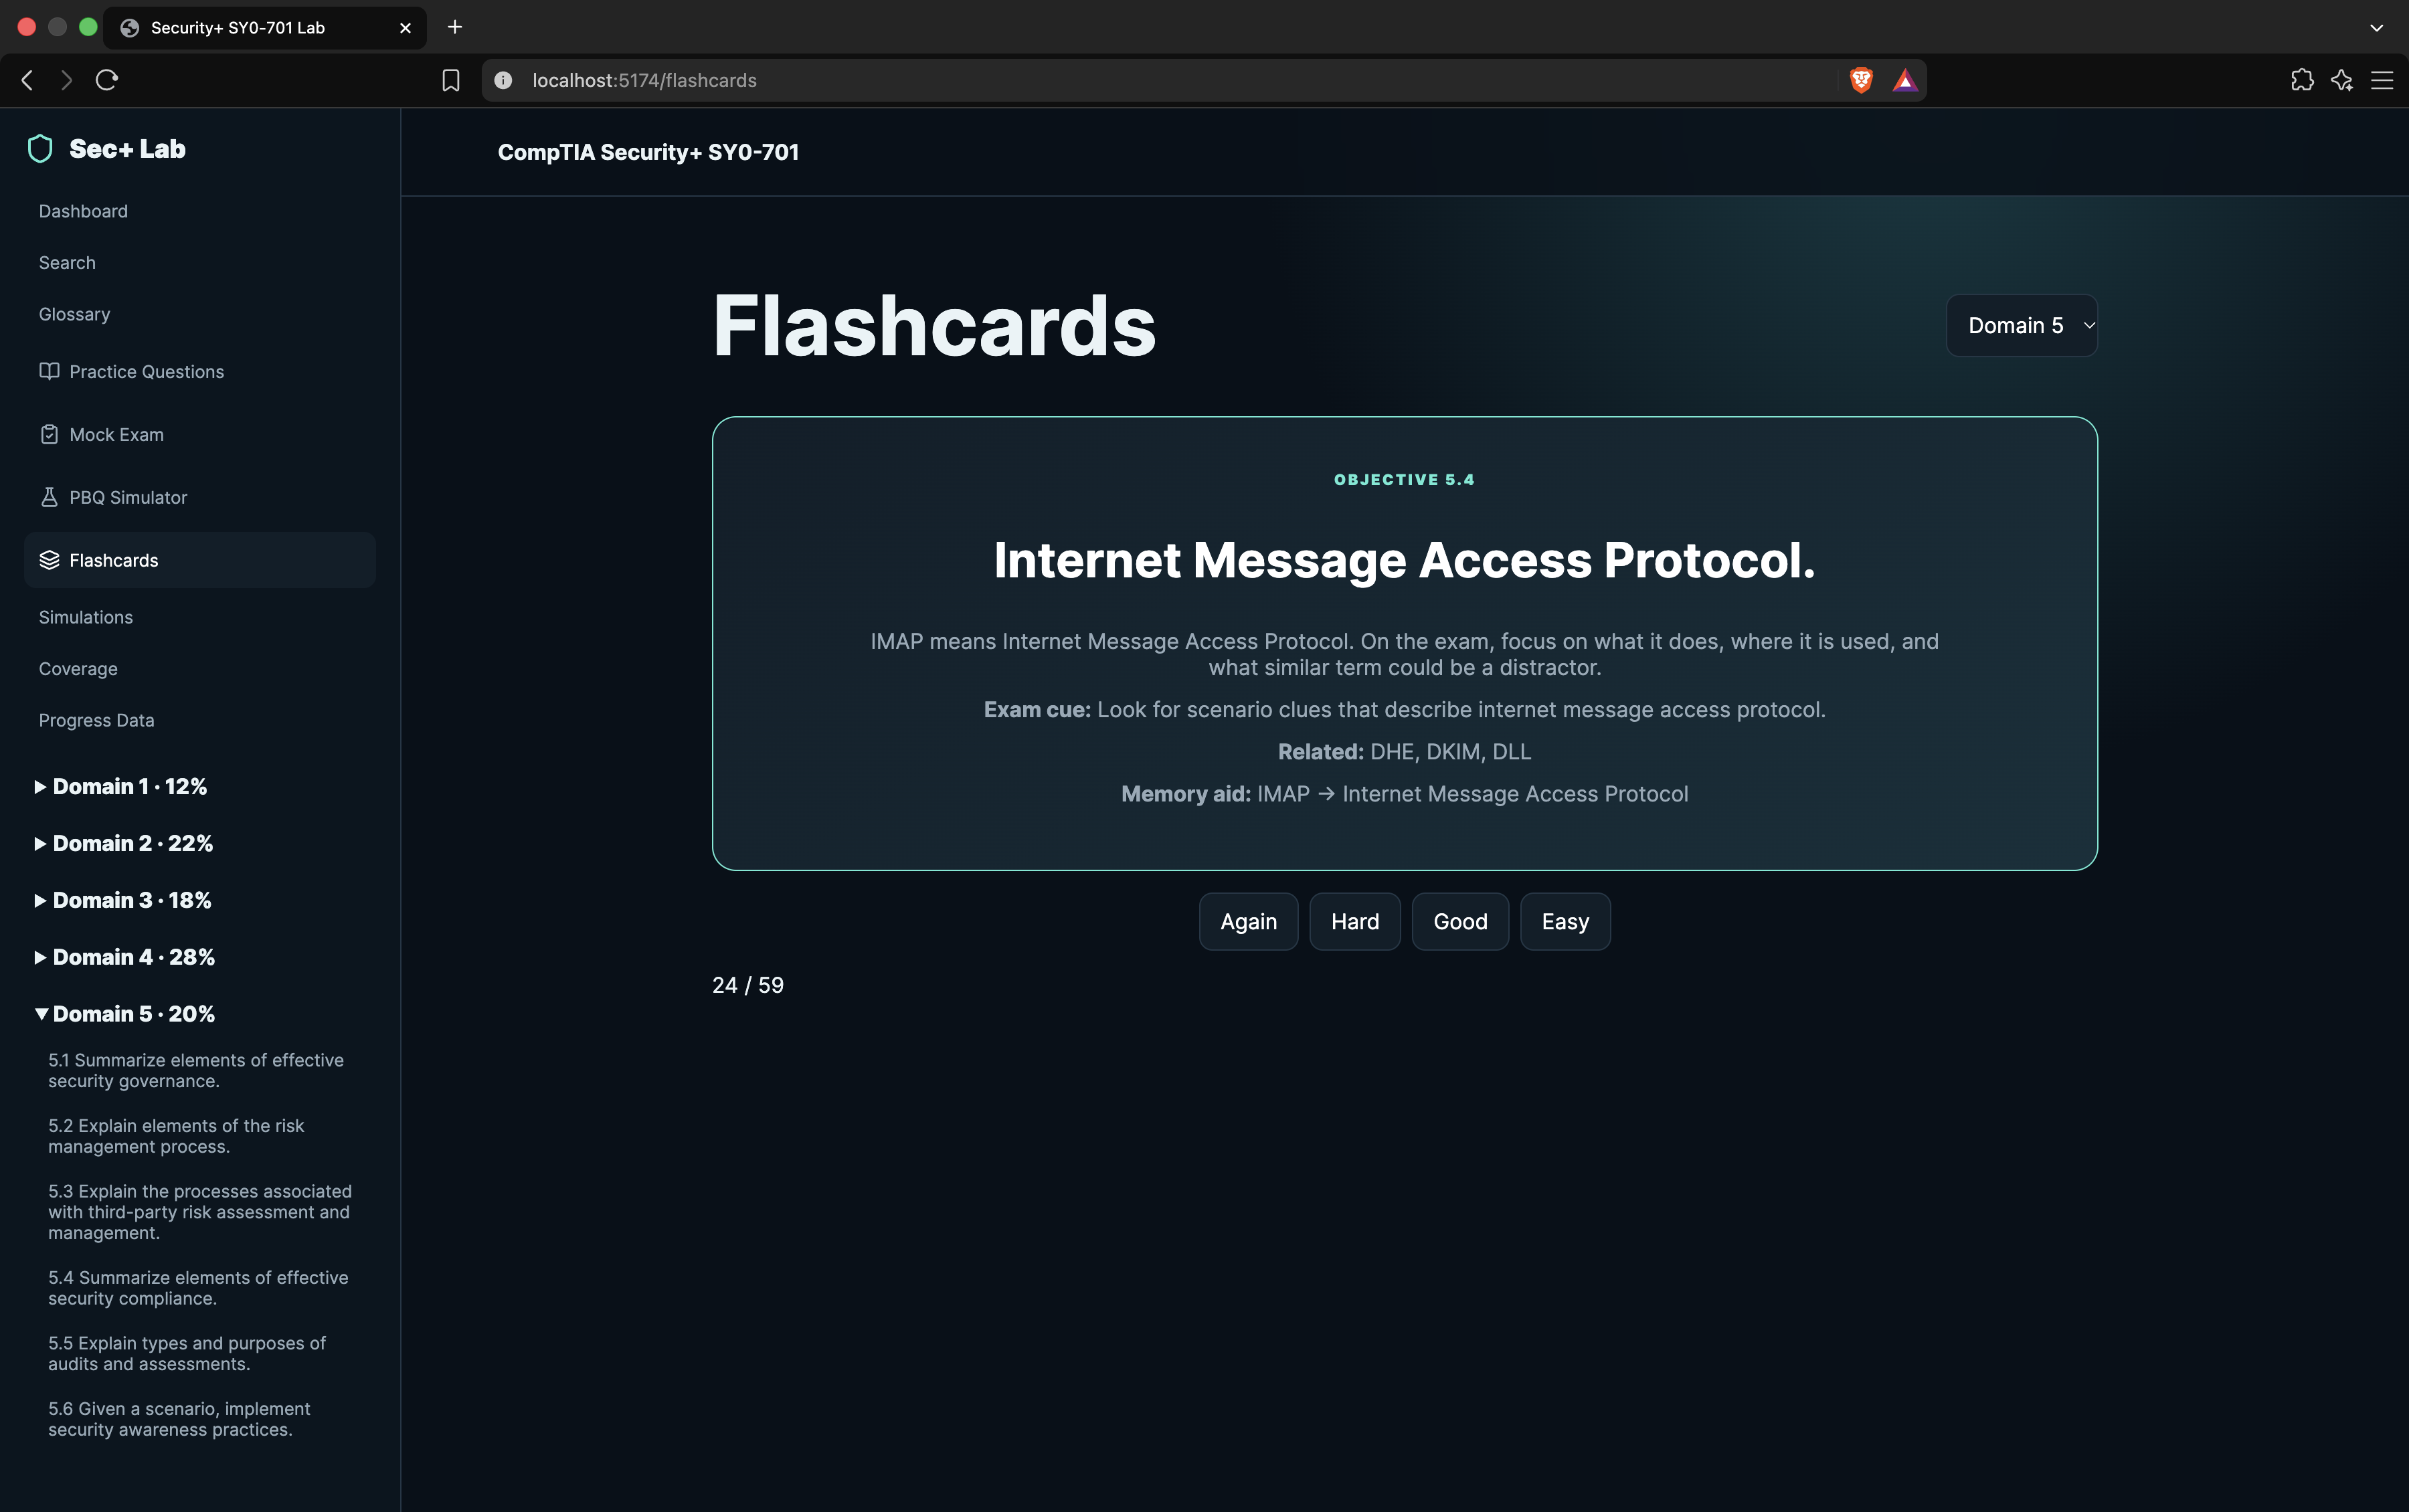 Security+ SY0-701 Lab
localhost:5174/flashcards
Sec+ Lab
Dashboard
Search
Glossary
Practice Questions
Mock Exam
PBQ Simulator
Flashcards
Simulations
Coverage
Progress Data
Domain 1 · 12%
Domain 2 · 22%
Domain 3 · 18%
Domain 4 · 28%
Domain 5 · 20%
5.1 Summarize elements of effective
security governance.
5.2 Explain elements of the risk
management process.
5.3 Explain the processes associated
with third-party risk assessment and
management.
5.4 Summarize elements of effective
security compliance.
5.5 Explain types and purposes of
audits and assessments.
5.6 Given a scenario, implement
security awareness practices.
CompTIA Security+ SY0-701
Flashcards
Domain 5
OBJECTIVE 5.4
Internet Message Access Protocol.
IMAP means Internet Message Access Protocol. On the exam, focus on what it does, where it is used, and
what similar term could be a distractor.
Exam cue: Look for scenario clues that describe internet message access protocol.
Related: DHE, DKIM, DLL
Memory aid: IMAP → Internet Message Access Protocol
Again
Hard
Good
Easy
24 / 59